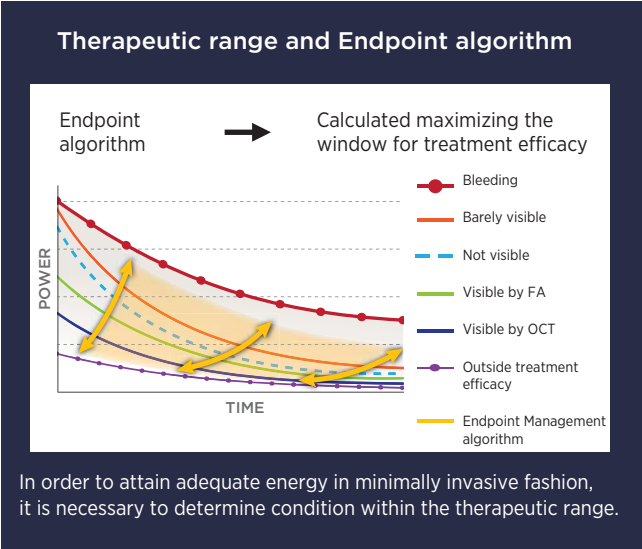 Therapeutic range and Endpoint algorithm
Endpoint
algorithm
Calculated maximizing the
window for treatment efficacy
Bleeding
Barely visible
Not visible
Visible by FA
Visible by OCT
Outside treatment
efficacy
Endpoint Management
algorithm
POWER
TIME
In order to attain adequate energy in minimally invasive fashion,
it is necessary to determine condition within the therapeutic range.